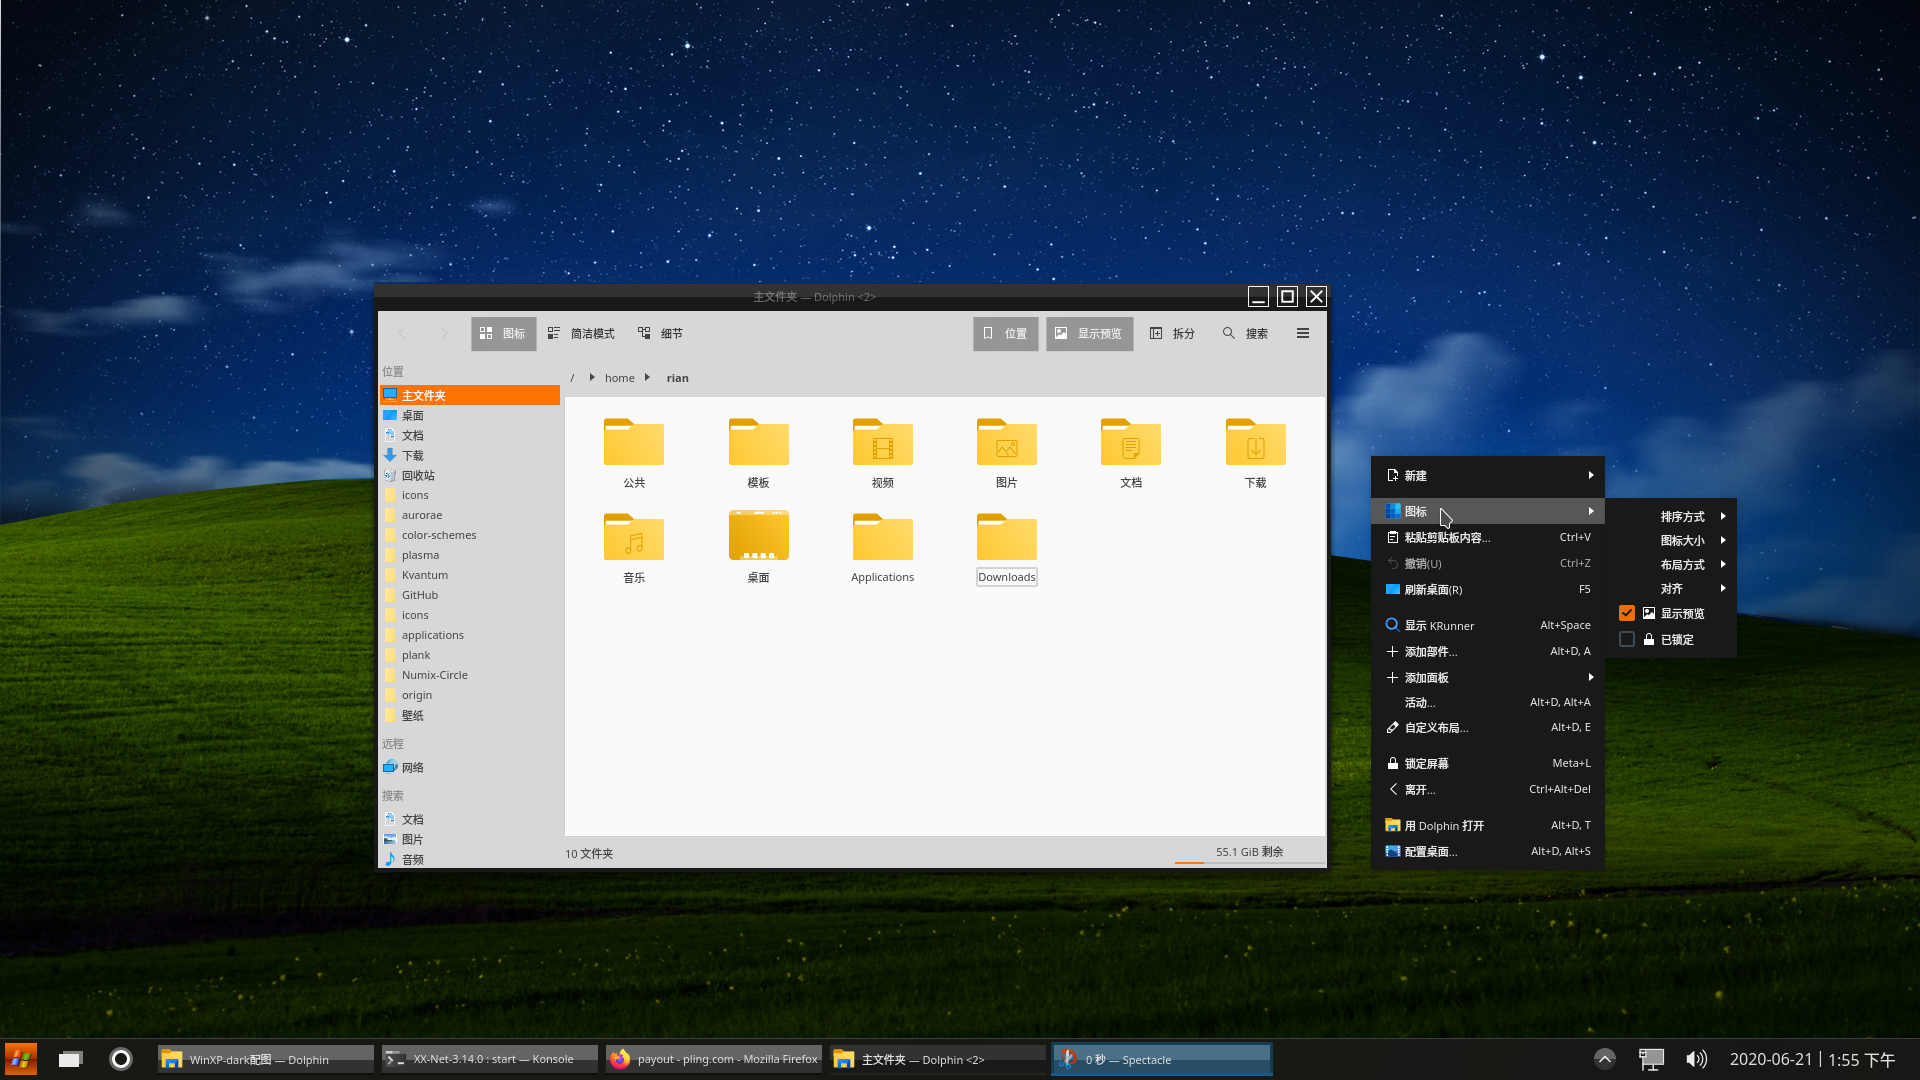 主文件夹 — Dolphin <2>
图标 简洁模式 细节 位置 显示预览 拆分 搜索
/ home rian
位置
主文件夹
桌面
文档
下载
回收站
icons
aurorae
color-schemes
plasma
Kvantum
GitHub
icons
applications
plank
Numix-Circle
origin
壁纸
远程
网络
搜索
文档
图片
音频
公共 模板 视频 图片 文档 下载
音乐 桌面 Applications Downloads
10 文件夹 55.1 GiB 剩余
新建
图标
粘贴剪贴板内容... Ctrl+V
撤销(U) Ctrl+Z
刷新桌面(R) F5
显示 KRunner Alt+Space
添加部件... Alt+D, A
添加面板
活动... Alt+D, Alt+A
自定义布局... Alt+D, E
锁定屏幕 Meta+L
离开... Ctrl+Alt+Del
用 Dolphin 打开 Alt+D, T
配置桌面... Alt+D, Alt+S
排序方式
图标大小
布局方式
对齐
显示预览
已锁定
WinXP-dark配图 — Dolphin XX-Net-3.14.0 : start — Konsole payout - pling.com - Mozilla Firefox 主文件夹 — Dolphin <2> 0 秒 — Spectacle 2020-06-21 | 1:55 下午